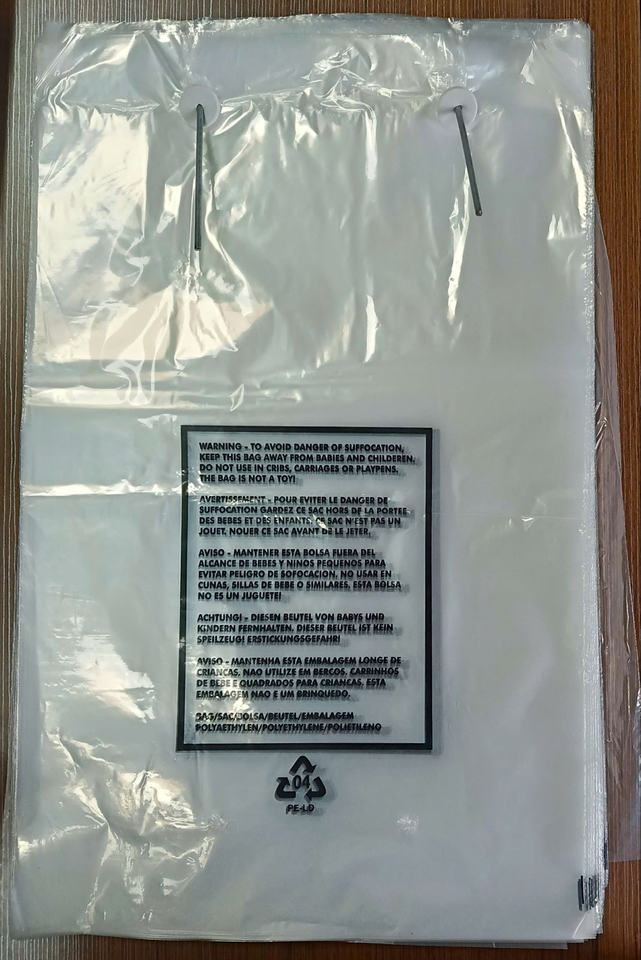 WARNING - TO AVOID DANGER OF SUFFOCATION,
KEEP THIS BAG AWAY FROM BABIES AND CHILDEREN.
DO NOT USE IN CRIBS, CARRIAGES OR PLAYPENS.
THE BAG IS NOT A TOY!
AVERTISSEMENT - POUR EVITER LE DANGER DE
SUFFOCATION GARDEZ CE SAC HORS DE LA PORTEE
DES BEBES ET DES ENFANTS. CE SAC N'EST PAS UN
JOUET, NOUER CE SAC AVANT DE LE JETER.
AVISO - MANTENER ESTA BOLSA FUERA DEL
ALCANCE DE BEBES Y NINOS PEQUENOS PARA
EVITAR PELIGRO DE SOFOCACION, NO USAR EN
CUNAS, SILLAS DE BEBE O SIMILARES. ESTA BOLSA
NO ES UN JUGUETE!
ACHTUNG! - DIESEN BEUTEL VON BABYS UND
KINDERN FERNHALTEN. DIESER BEUTEL IST KEIN
SPEILZEUG! ERSTICKUNGSGEFAHR!
AVISO - MANTENHA ESTA EMBALAGEM LONGE DE
CRIANCAS, NAO UTILIZE EM BERCOS. CARRINHOS
DE BEBE E QUADRADOS PARA CRIANCAS. ESTA
EMBALAGEM NAO E UM BRINQUEDO.
BAG/SAC/BOLSA/BEUTEL/EMBALAGEM
POLYAETHYLEN/POLYETHYLENE/POLIETILENO
04
PE-LD